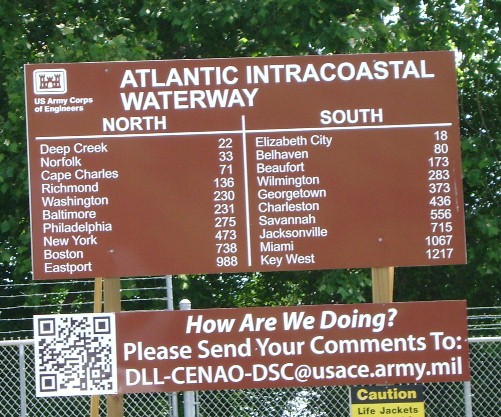 US Army Corps
of Engineers
ATLANTIC INTRACOASTAL
WATERWAY
NORTH
Deep Creek 22
Norfolk 33
Cape Charles 71
Richmond 136
Washington 230
Baltimore 231
Philadelphia 275
New York 473
Boston 738
Eastport 988
SOUTH
Elizabeth City 18
Belhaven 80
Beaufort 173
Wilmington 283
Georgetown 373
Charleston 436
Savannah 556
Jacksonville 715
Miami 1067
Key West 1217
How Are We Doing?
Please Send Your Comments To:
DLL-CENAO-DSC@usace.army.mil
Caution
Life Jackets